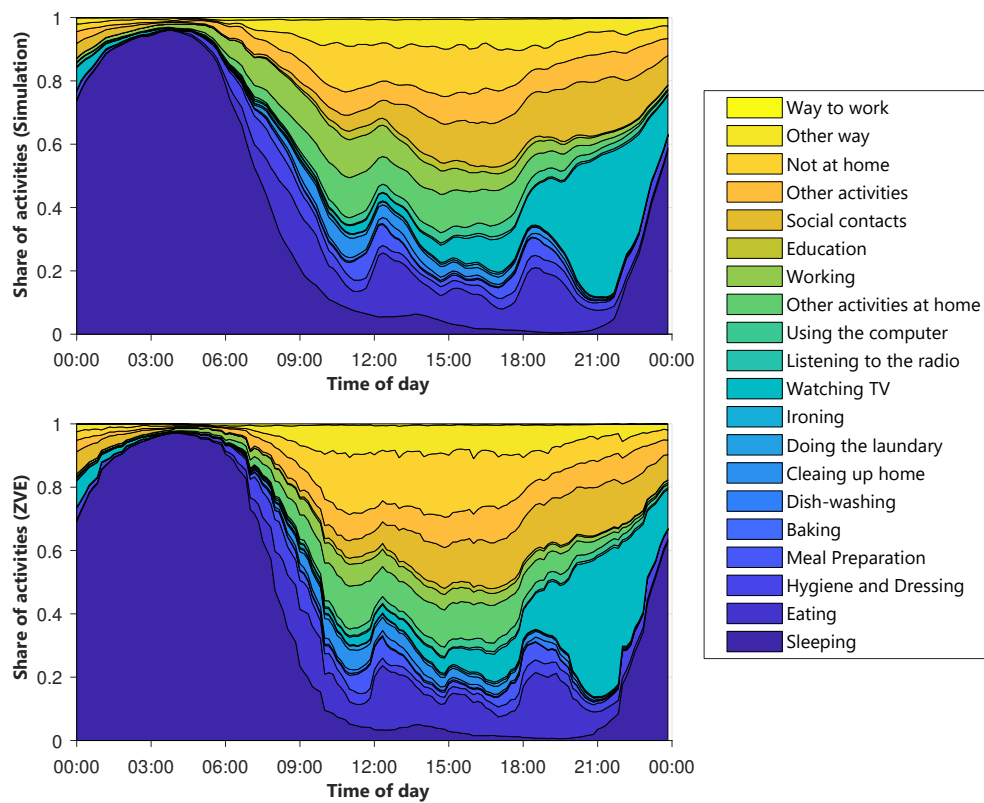 1
0.8
0.6
0.4
0.2
0
Share of activities (Simulation)
00:00 03:00 06:00 09:00 12:00 15:00 18:00 21:00 00:00
Time of day
1
0.8
0.6
0.4
0.2
0
Share of activities (ZVE)
00:00 03:00 06:00 09:00 12:00 15:00 18:00 21:00 00:00
Time of day
Way to work
Other way
Not at home
Other activities
Social contacts
Education
Working
Other activities at home
Using the computer
Listening to the radio
Watching TV
Ironing
Doing the laundary
Cleaing up home
Dish-washing
Baking
Meal Preparation
Hygiene and Dressing
Eating
Sleeping